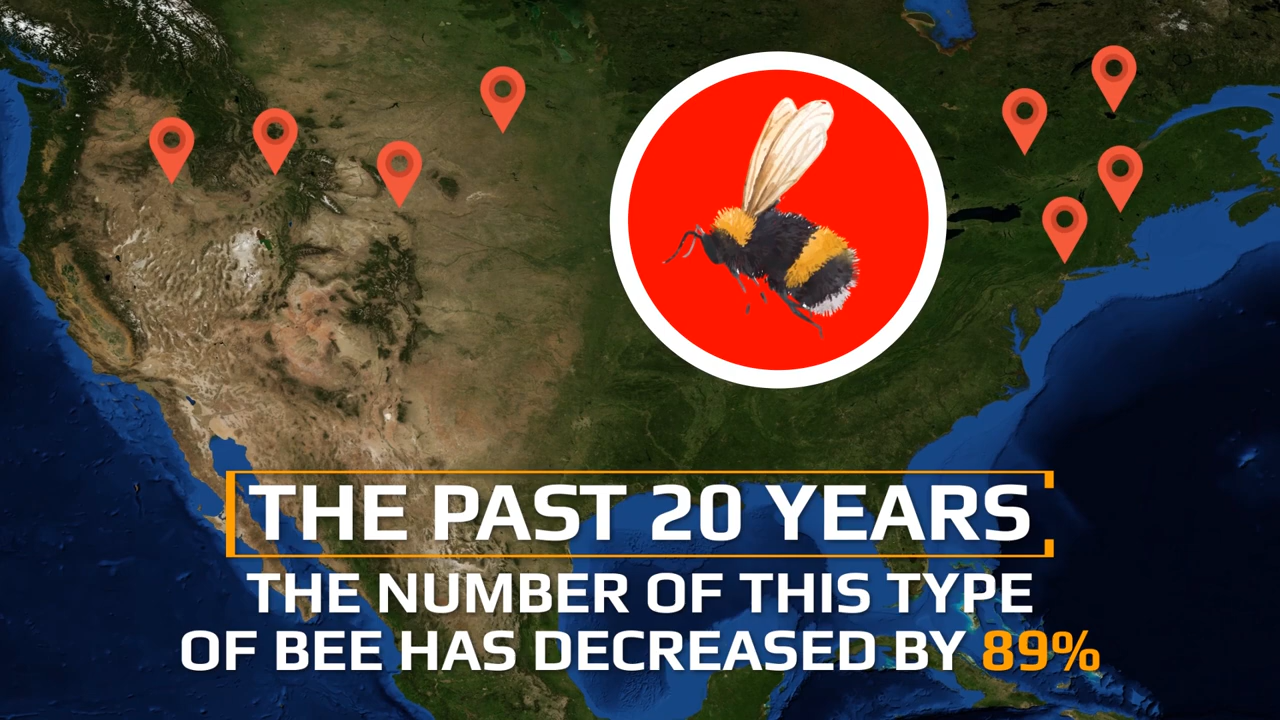 THE PAST 20 YEARS
THE NUMBER OF THIS TYPE
OF BEE HAS DECREASED BY 89%